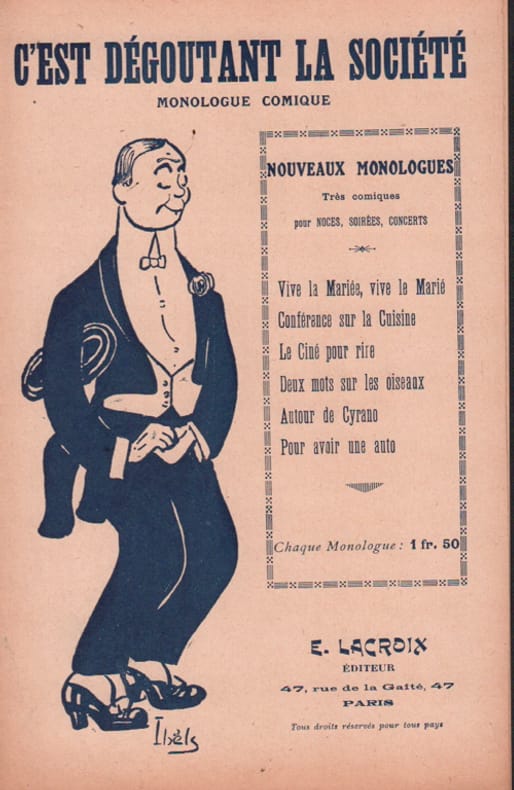 C'EST DÉGOUTANT LA SOCIÉTÉ
MONOLOGUE COMIQUE
NOUVEAUX MONOLOGUES
Très comiques
pour NOCES, SOIRÉES, CONCERTS
Vive la Mariée, vive le Marié
Conférence sur la Cuisine
Le Ciné pour rire
Deux mots sur les oiseaux
Autour de Cyrano
Pour avoir une auto
Chaque Monologue : 1 fr. 50
E. LACROIX
ÉDITEUR
47, rue de la Gaîté, 47
PARIS
Tous droits réservés pour tous pays
Ibels